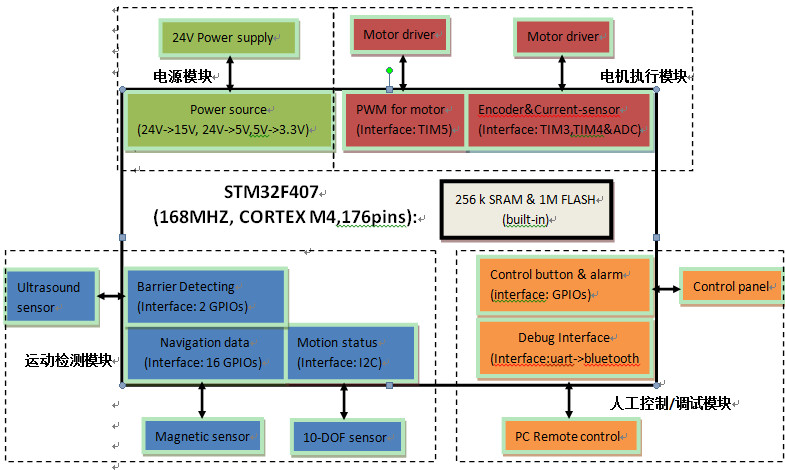 24V Power supply
Motor driver
Motor driver
电源模块
电机执行模块
Power source
(24V->15V, 24V->5V,5V->3.3V)
PWM for motor
(Interface: TIM5)
Encoder&Current-sensor
(Interface: TIM3,TIM4&ADC)
STM32F407
(168MHZ, CORTEX M4,176pins):
256 k SRAM & 1M FLASH
(built-in)
Ultrasound
sensor
Barrier Detecting
(Interface: 2 GPIOs)
Control button & alarm
(interface: GPIOs)
Control panel
Navigation data
(Interface: 16 GPIOs)
Motion status
(Interface: I2C)
Debug Interface
(Interface:uart->bluetooth
运动检测模块
人工控制/调试模块
Magnetic sensor
10-DOF sensor
PC Remote control